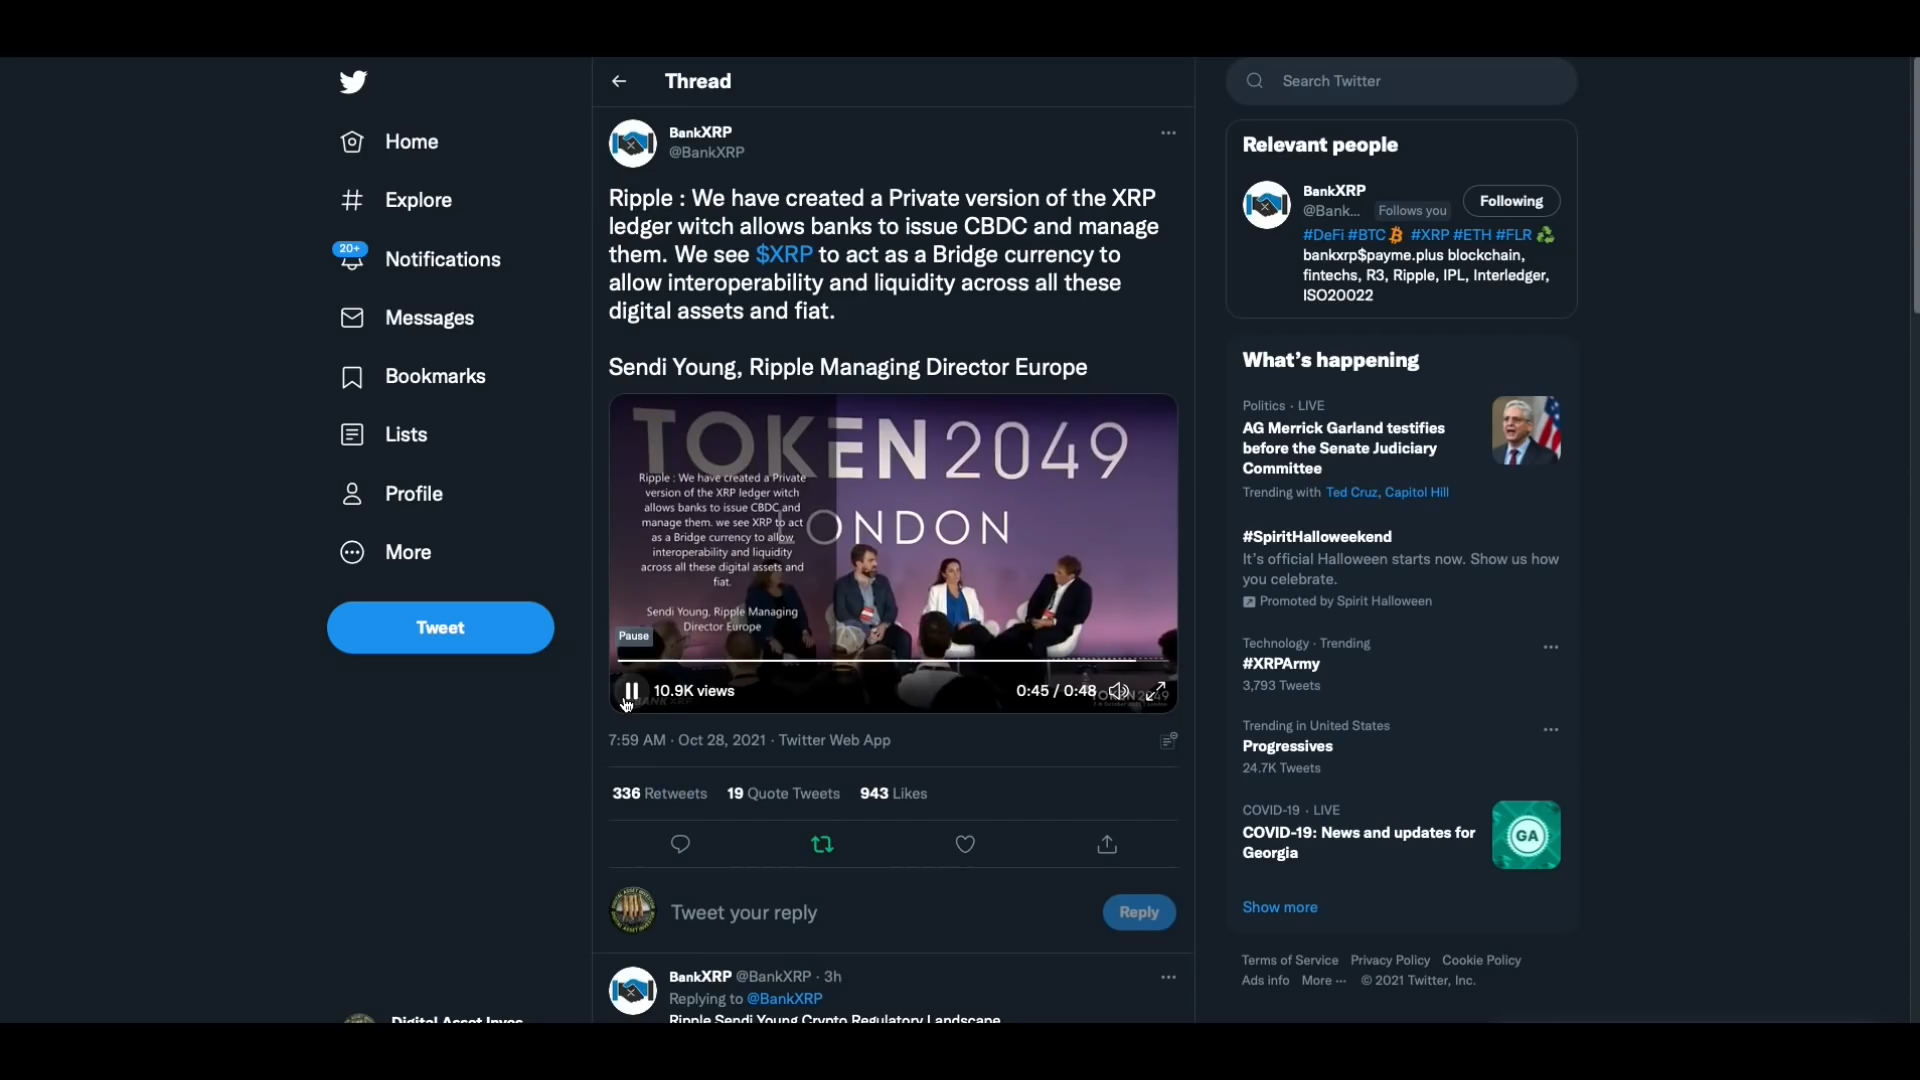 Home
Explore
20+
Notifications
Messages
Bookmarks
Lists
Profile
More
Tweet
Thread
BankXRP
@BankXRP
Ripple : We have created a Private version of the XRP
ledger witch allows banks to issue CBDC and manage
them. We see $XRP to act as a Bridge currency to
allow interoperability and liquidity across all these
digital assets and fiat.
Sendi Young, Ripple Managing Director Europe
TOKEN2049
LONDON
Ripple : We have created a Private
version of the XRP ledger witch
allows banks to issue CBDC and
manage them. we see XRP to act
as a Bridge currency to allow
interoperability and liquidity
across all these digital assets and
fiat.
Sendi Young, Ripple Managing
Director Europe
Pause
10.9K views
0:45 / 0:48
TOKEN2049
7:59 AM · Oct 28, 2021 · Twitter Web App
336 Retweets 19 Quote Tweets 943 Likes
Tweet your reply
Reply
BankXRP @BankXRP · 3h
Replying to @BankXRP
Ripple Sendi Young Crypto Regulatory Landscape
Digital Asset Inves
Search Twitter
Relevant people
BankXRP
@Bank... Follows you
Following
#DeFi #BTC #XRP #ETH #FLR
bankxrp$payme.plus blockchain,
fintechs, R3, Ripple, IPL, Interledger,
ISO20022
What's happening
Politics · LIVE
AG Merrick Garland testifies
before the Senate Judiciary
Committee
Trending with Ted Cruz, Capitol Hill
#SpiritHalloweekend
It's official Halloween starts now. Show us how
you celebrate.
Promoted by Spirit Halloween
Technology · Trending
#XRPArmy
3,793 Tweets
Trending in United States
Progressives
24.7K Tweets
COVID-19 · LIVE
COVID-19: News and updates for
Georgia
GA
Show more
Terms of Service Privacy Policy Cookie Policy
Ads info More ··· © 2021 Twitter, Inc.